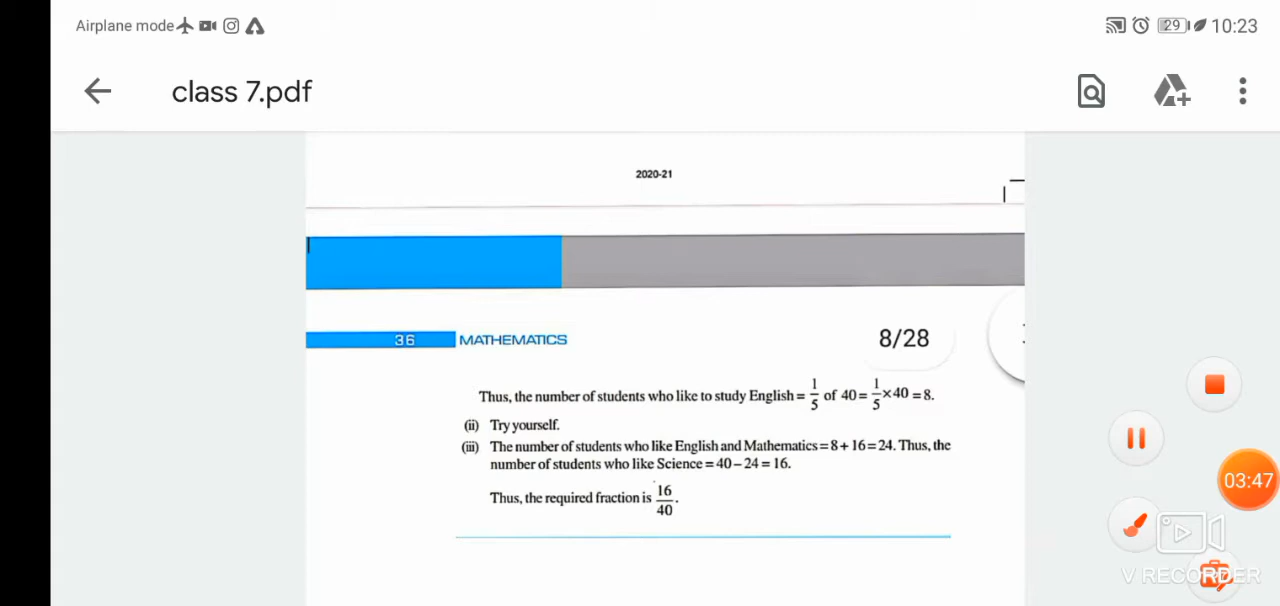 Airplane mode 29 10:23
class 7.pdf
2020-21
36 MATHEMATICS 8/28
Thus, the number of students who like to study English = 1/5 of 40 = 1/5 × 40 = 8.
(ii) Try yourself.
(iii) The number of students who like English and Mathematics = 8 + 16 = 24. Thus, the
number of students who like Science = 40 – 24 = 16.
Thus, the required fraction is 16/40.
03:47
V RECORDER